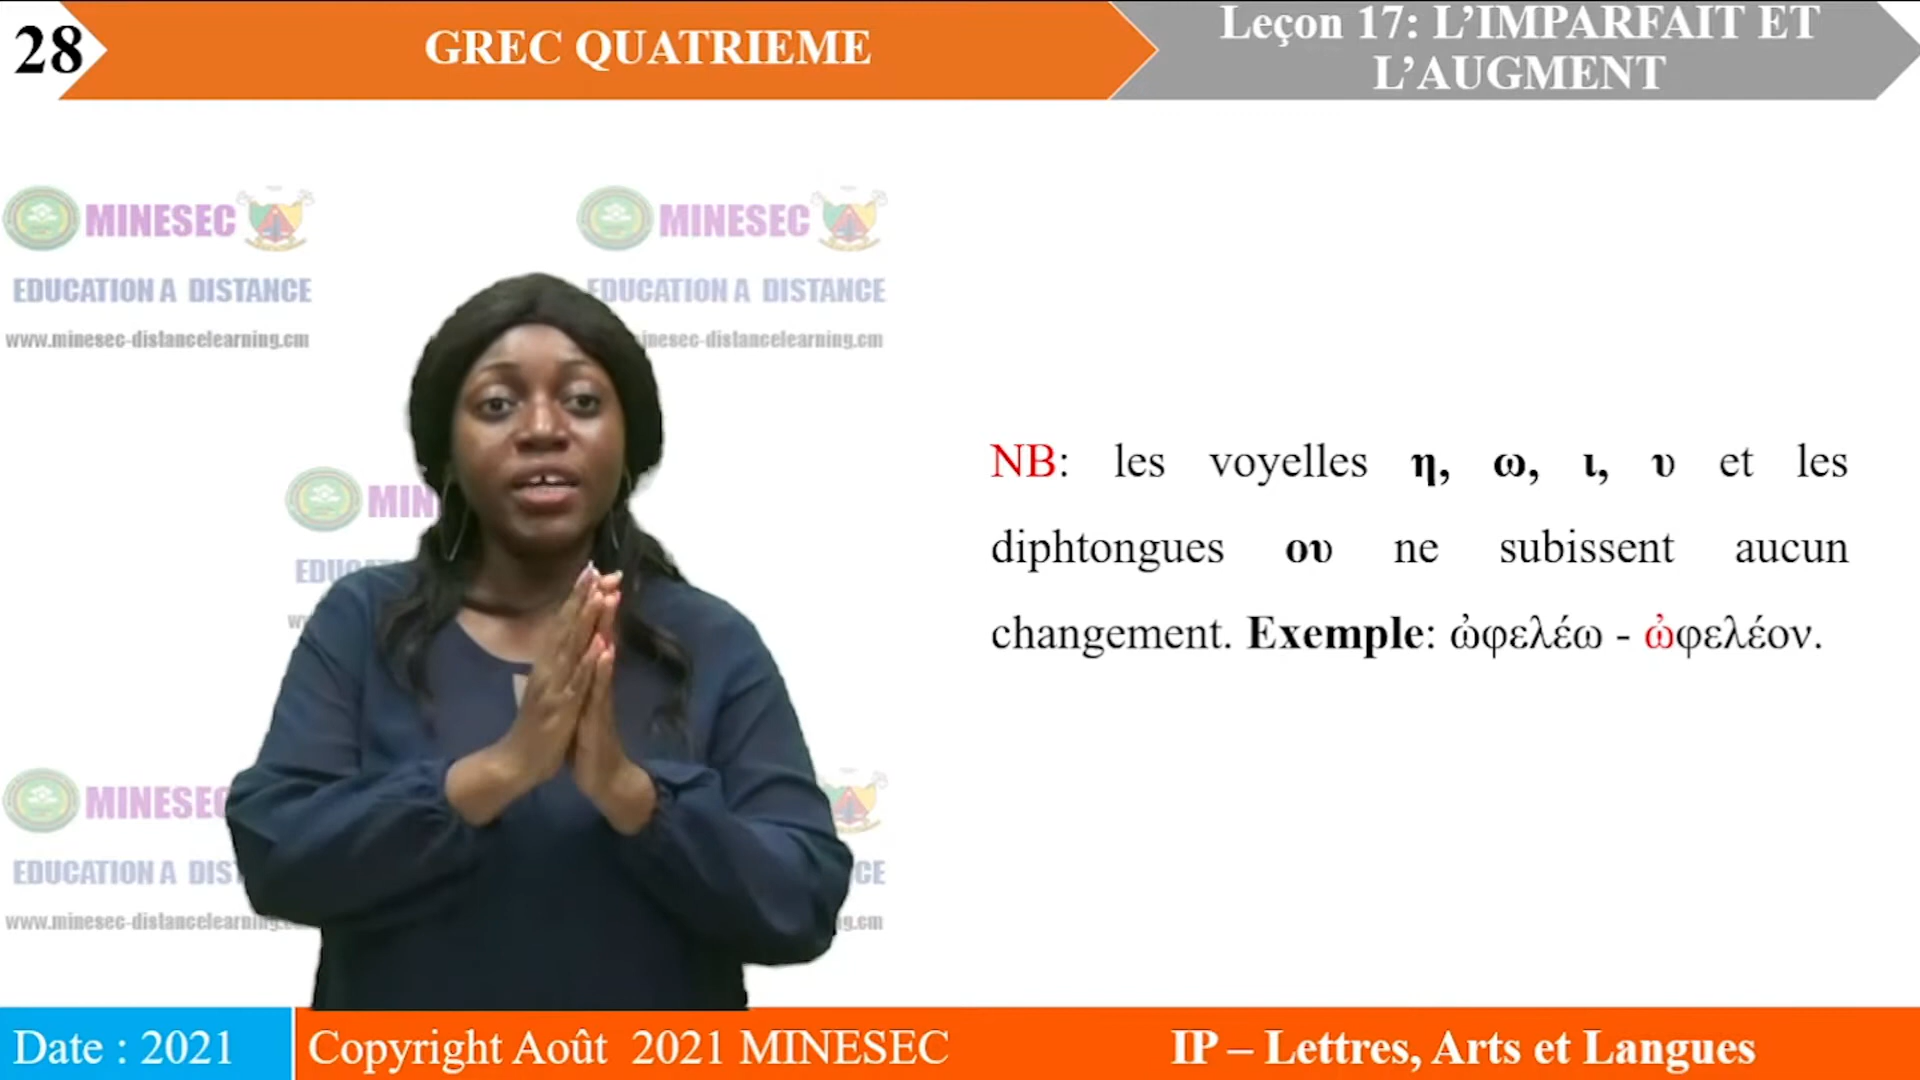 28
GREC QUATRIEME
Leçon 17: L’IMPARFAIT ET
L’AUGMENT
MINESEC
EDUCATION A DISTANCE
www.minesec-distancelearning.cm
MINESEC
EDUCATION A DISTANCE
inesec-distancelearning.cm
MIN
EDUC
MINESEC
EDUCATION A DIS
www.minesec-distancelearning.c
CE
g.cm
NB: les voyelles η, ω, ι, υ et les
diphtongues ου ne subissent aucun
changement. Exemple: ὠφελέω - ὠφελέον.
Date : 2021
Copyright Août 2021 MINESEC
IP – Lettres, Arts et Langues